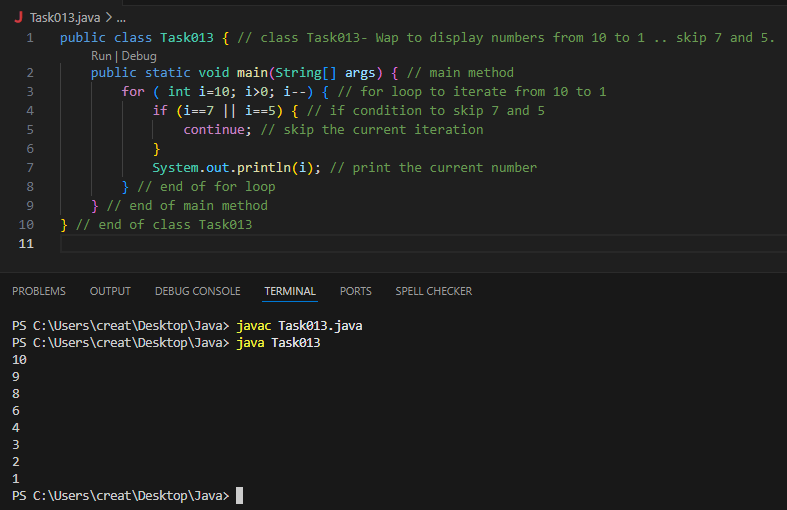 J Task013.java > ...
1 public class Task013 { // class Task013- Wap to display numbers from 10 to 1 .. skip 7 and 5.
Run | Debug
2 public static void main(String[] args) { // main method
3 for ( int i=10; i>0; i--) { // for loop to iterate from 10 to 1
4 if (i==7 || i==5) { // if condition to skip 7 and 5
5 continue; // skip the current iteration
6 }
7 System.out.println(i); // print the current number
8 } // end of for loop
9 } // end of main method
10 } // end of class Task013
11
PROBLEMS OUTPUT DEBUG CONSOLE TERMINAL PORTS SPELL CHECKER
PS C:\Users\creat\Desktop\Java> javac Task013.java
PS C:\Users\creat\Desktop\Java> java Task013
10
9
8
6
4
3
2
1
PS C:\Users\creat\Desktop\Java>